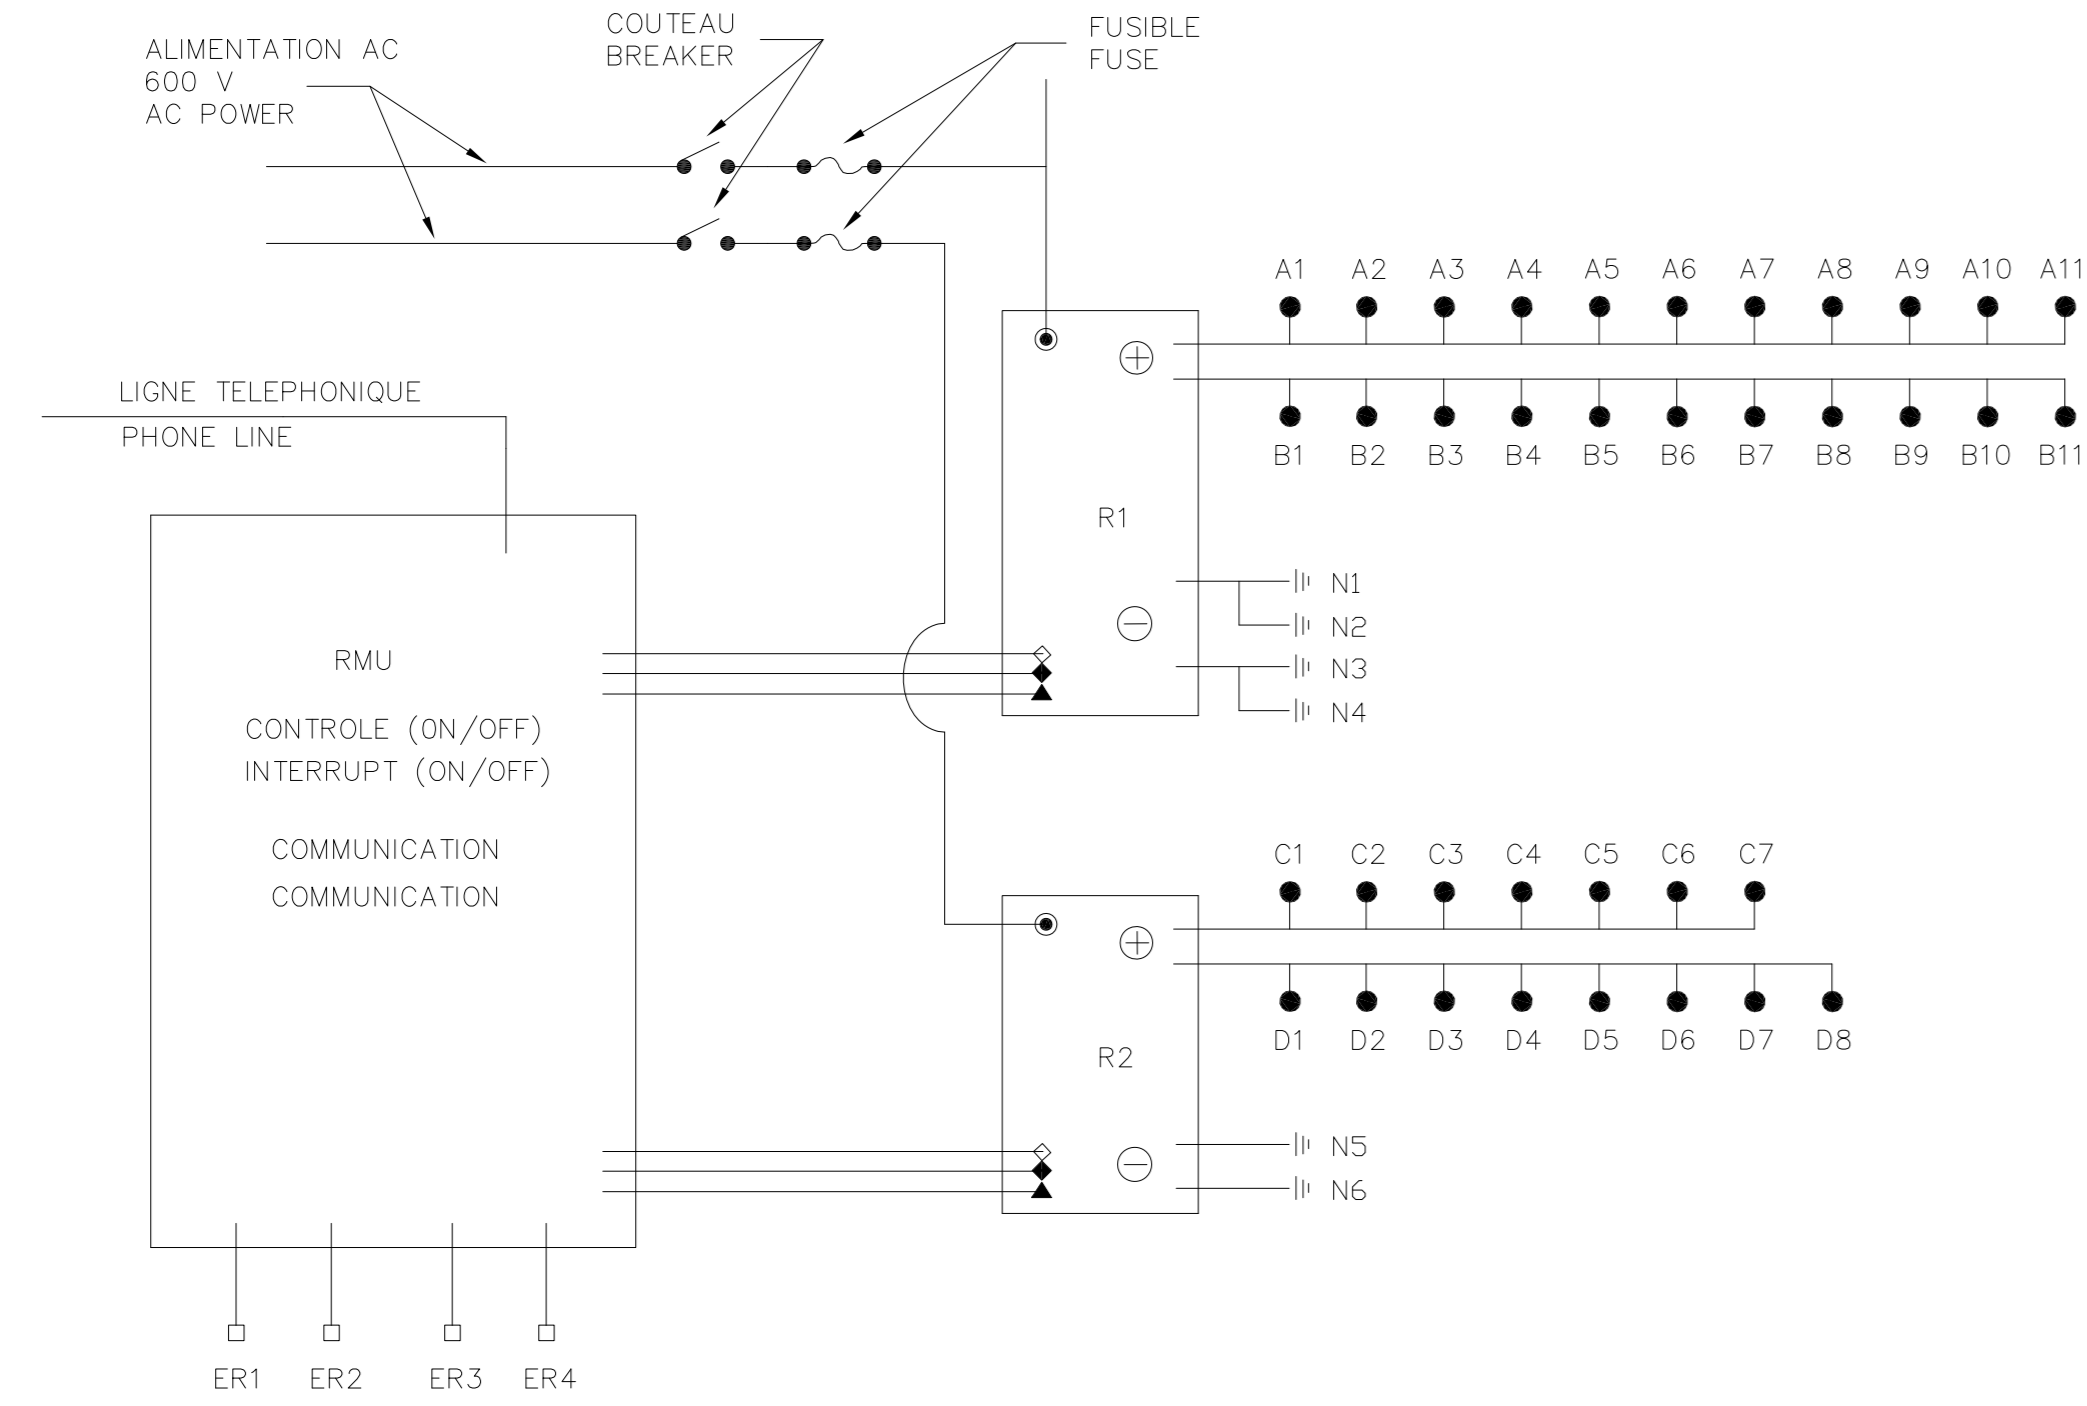 COUTEAU
BREAKER
FUSIBLE
FUSE
ALIMENTATION AC
600 V
AC POWER
A1 A2 A3 A4 A5 A6 A7 A8 A9 A10 A11
LIGNE TELEPHONIQUE
PHONE LINE
B1 B2 B3 B4 B5 B6 B7 B8 B9 B10 B11
R1
N1
N2
N3
N4
RMU
CONTROLE (ON/OFF)
INTERRUPT (ON/OFF)
COMMUNICATION
COMMUNICATION
C1 C2 C3 C4 C5 C6 C7
D1 D2 D3 D4 D5 D6 D7 D8
R2
N5
N6
ER1 ER2 ER3 ER4